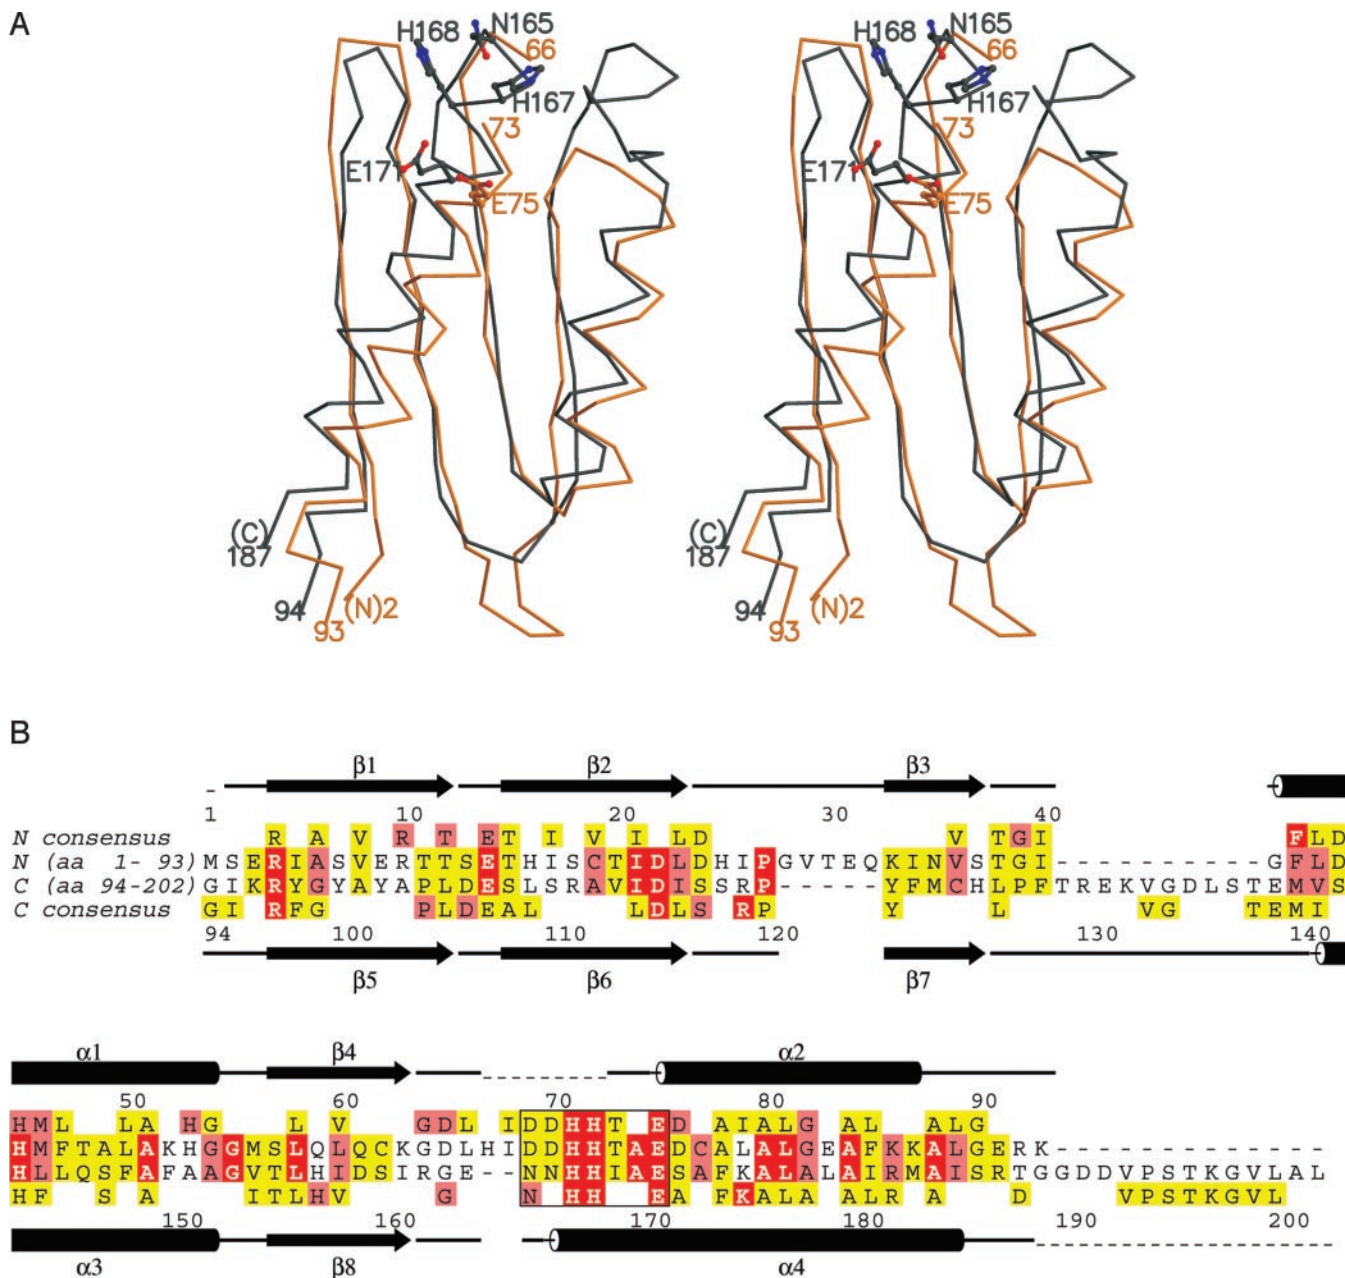 A
H168 N165 66 H168 N165 66
H167 H167
73 73
E171 E171
E75 E75
(C) (C)
187 187
94 93 (N)2 94 93 (N)2
B
β1 β2 β3
1 10 20 30 40
N consensus R A V R T E T I V I L D V T G I F L D
N (aa 1- 93) M S E R I A S V E R T T S E T H I S C T I D L D H I P G V T E Q K I N V S T G I - - - - - - - - - - G F L D
C (aa 94-202) G I K R Y G Y A Y A P L D E S L S R A V I D I S S R P - - - - - Y F M C H L P F T R E K V G D L S T E M V S
C consensus G I R F G P L D E A L L D L S R P Y L V G T E M I
94 100 110 120 130 140
β5 β6 β7
α1 β4 α2
50 60 70 80 90
H M L L A H G L V G D L I D D H H T E D A I A L G A L A L G
H M F T A L A K H G G M S L Q L Q C K G D L H I D D H H T A E D C A L A L G E A F K K A L G E R K - - - - - - - - - - - - -
H L L Q S F A F A A G V T L H I D S I R G E - - N N H H I A E S A F K A L A L A I R M A I S R T G G D D V P S T K G V L A L
H F S A I T L H V G N H H E A F K A L A A L R A D V P S T K G V L
150 160 170 180 190 200
α3 β8 α4